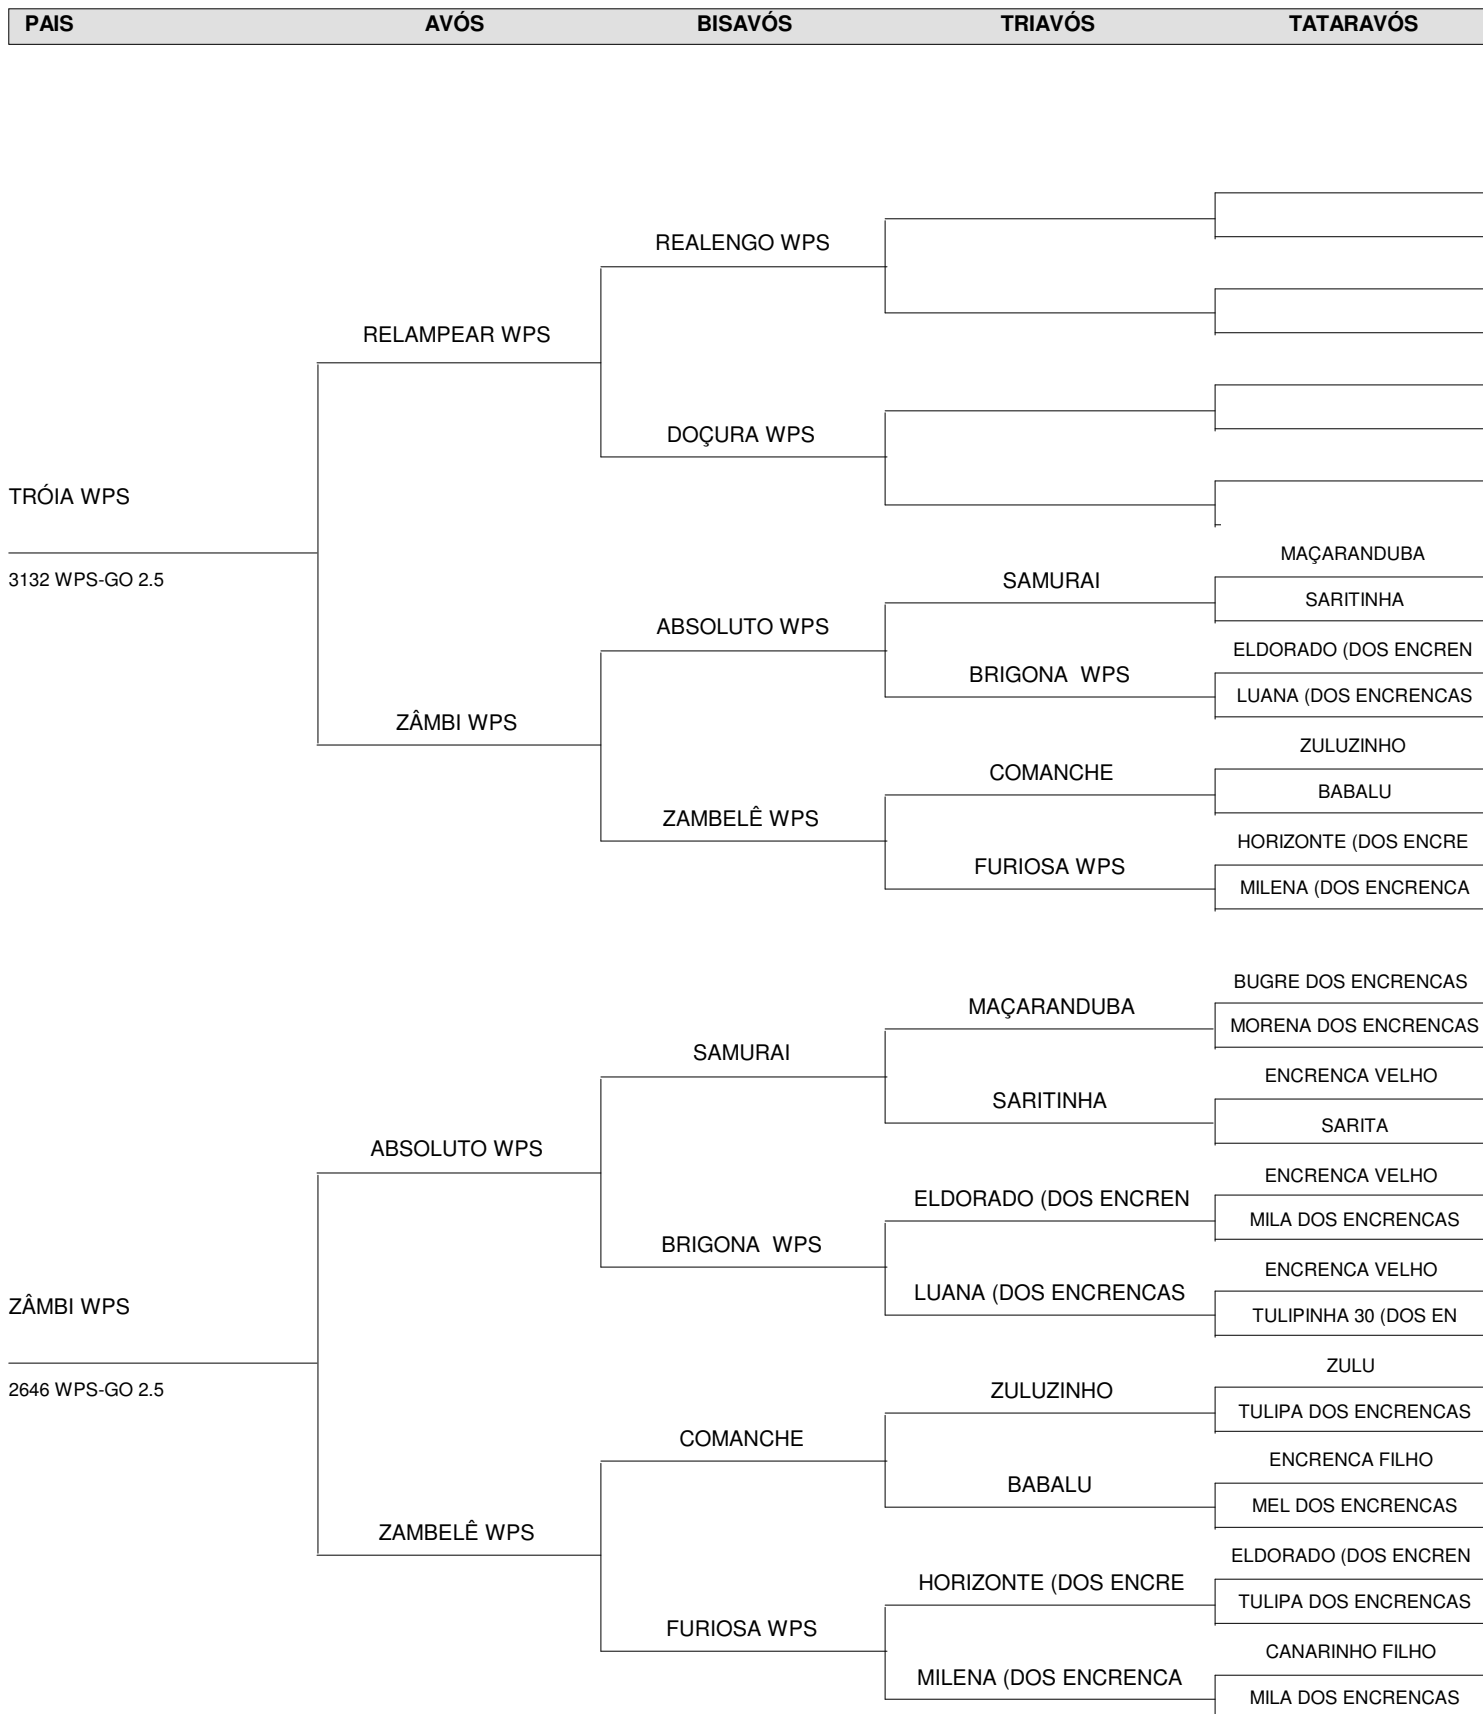 PAIS AVÓS BISAVÓS TRIAVÓS TATARAVÓS
REALENGO WPS
RELAMPEAR WPS
DOÇURA WPS
TRÓIA WPS
3132 WPS-GO 2.5
MAÇARANDUBA
SAMURAI
SARITINHA
ABSOLUTO WPS
ELDORADO (DOS ENCREN
BRIGONA  WPS
LUANA (DOS ENCRENCAS
ZÂMBI WPS
ZULUZINHO
COMANCHE
BABALU
ZAMBELÊ WPS
HORIZONTE (DOS ENCRE
FURIOSA WPS
MILENA (DOS ENCRENCA
BUGRE DOS ENCRENCAS
MAÇARANDUBA
MORENA DOS ENCRENCAS
SAMURAI
ENCRENCA VELHO
SARITINHA
SARITA
ABSOLUTO WPS
ENCRENCA VELHO
ELDORADO (DOS ENCREN
MILA DOS ENCRENCAS
BRIGONA  WPS
ENCRENCA VELHO
LUANA (DOS ENCRENCAS
TULIPINHA 30 (DOS EN
ZÂMBI WPS
2646 WPS-GO 2.5
ZULU
ZULUZINHO
TULIPA DOS ENCRENCAS
COMANCHE
ENCRENCA FILHO
BABALU
MEL DOS ENCRENCAS
ZAMBELÊ WPS
ELDORADO (DOS ENCREN
HORIZONTE (DOS ENCRE
TULIPA DOS ENCRENCAS
FURIOSA WPS
CANARINHO FILHO
MILENA (DOS ENCRENCA
MILA DOS ENCRENCAS